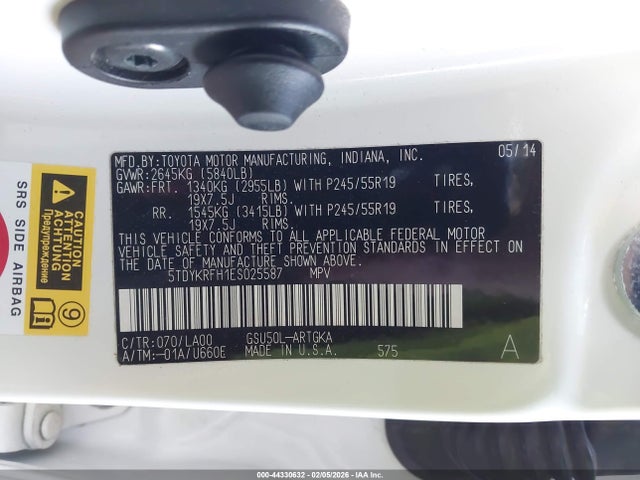 MFD.BY:TOYOTA MOTOR MANUFACTURING, INDIANA, INC. 05/14
GVWR:2645KG (5840LB)
GAWR:FRT. 1340KG (2955LB) WITH P245/55R19 TIRES,
19X7.5J RIMS.
RR. 1545KG (3415LB) WITH P245/55R19 TIRES,
19X7.5J RIMS.
THIS VEHICLE CONFORMS TO ALL APPLICABLE FEDERAL MOTOR
VEHICLE SAFETY AND THEFT PREVENTION STANDARDS IN EFFECT
ON THE DATE OF MANUFACTURE SHOWN ABOVE.
5TDYKRFH1ES025587 MPV
C/TR:070/LA00 GSU50L-ARTGKA
A/TM:-01A/U660E MADE IN U.S.A. 575 A
SRS SIDE AIRBAG
CAUTION
ATTENTION
ACHTUNG
Предупреждение
9
000-44330632 - 02/05/2026 - IAA Inc.